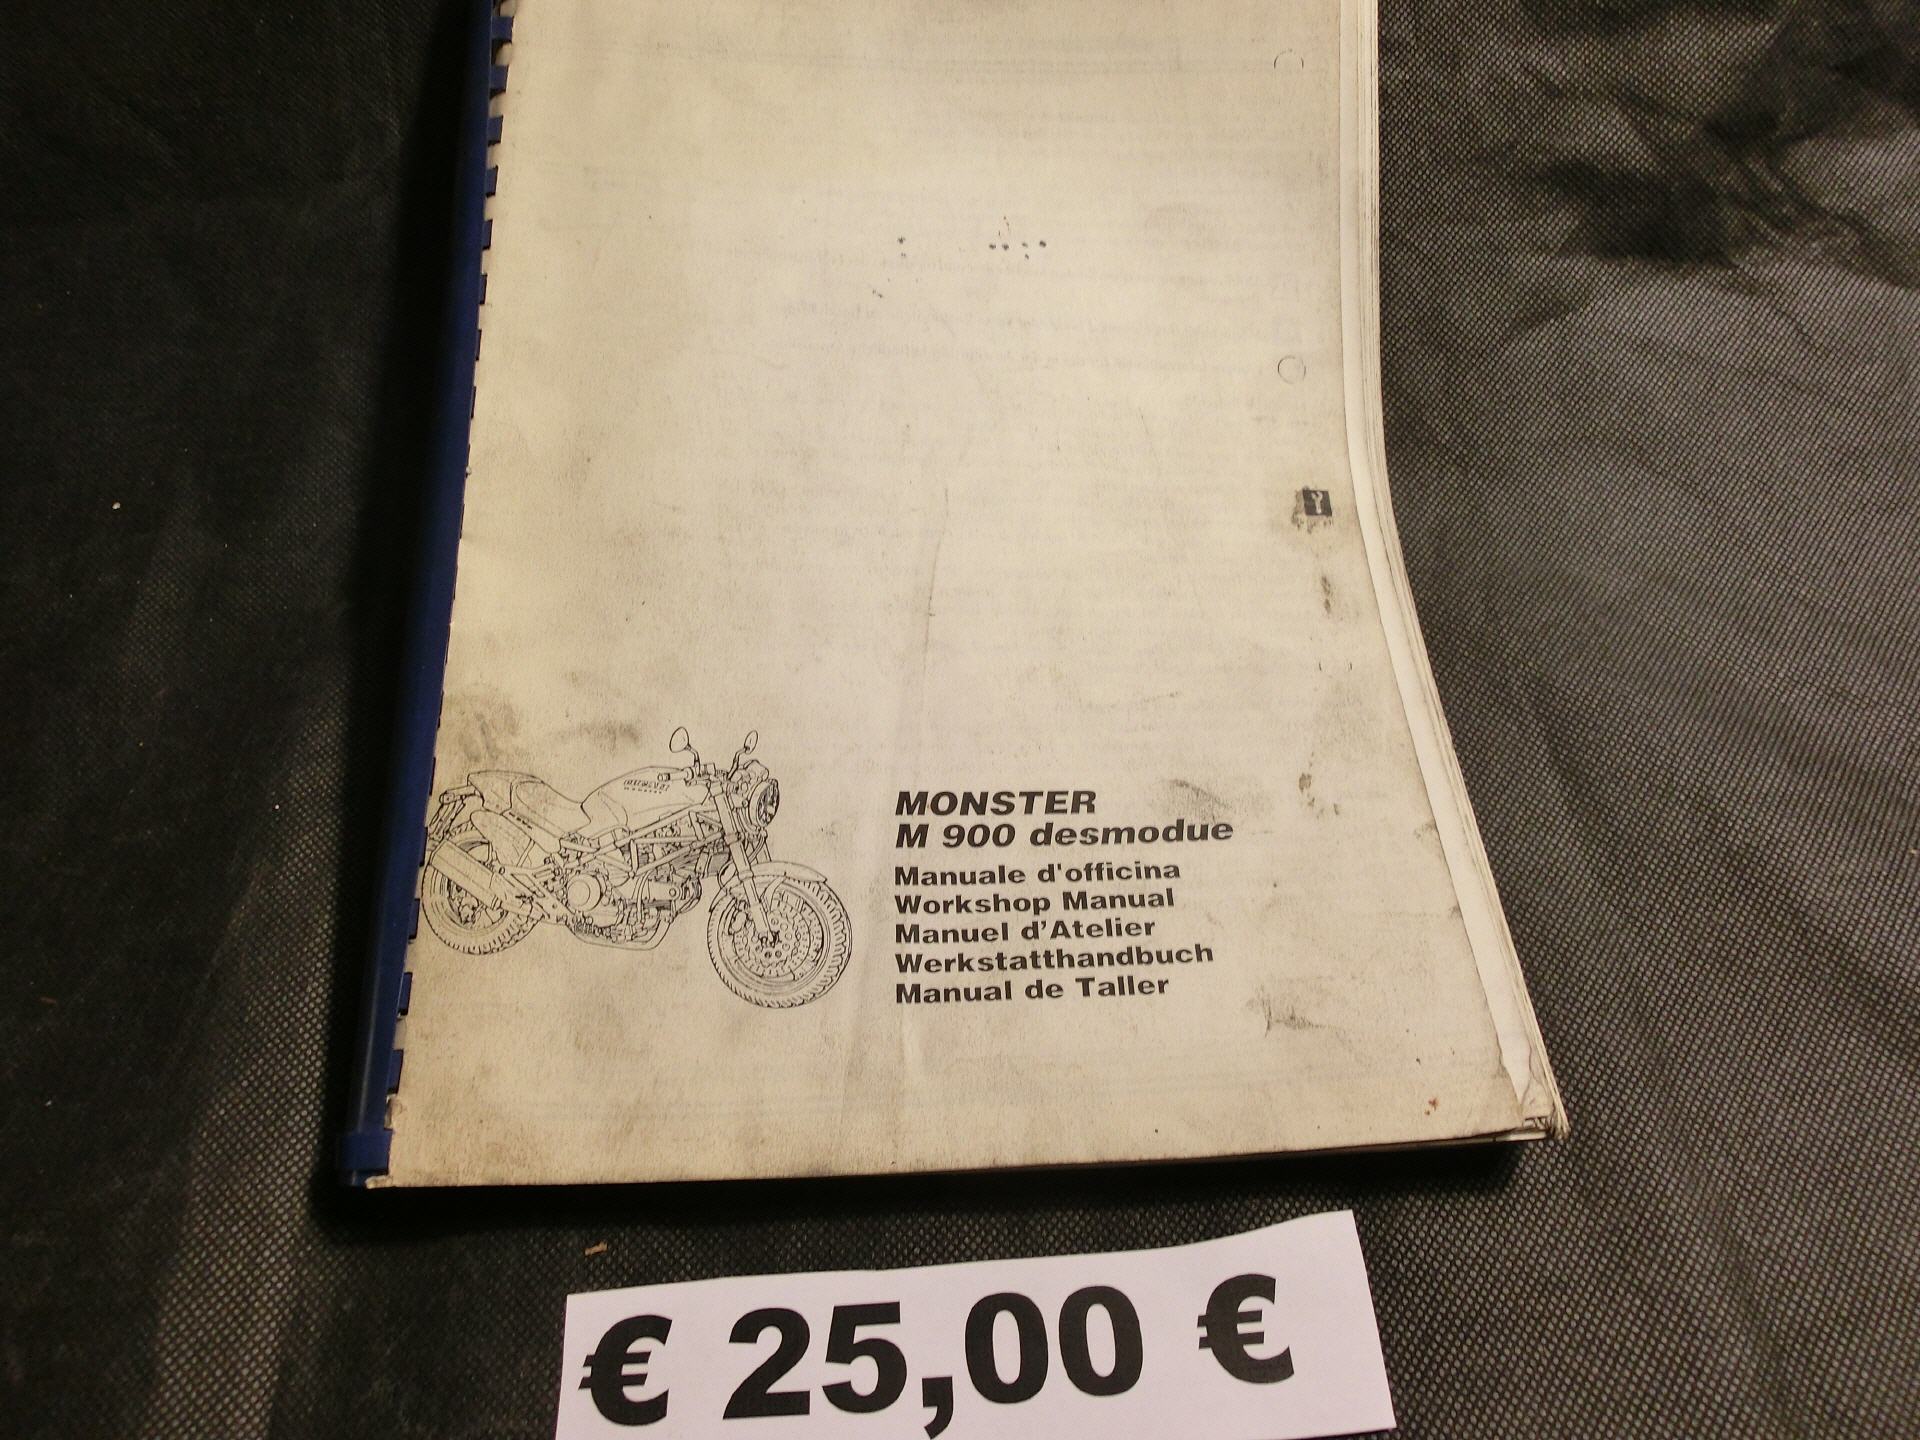 MONSTER
M 900 desmodue
Manuale d'officina
Workshop Manual
Manuel d'Atelier
Werkstatthandbuch
Manual de Taller
€ 25,00 €